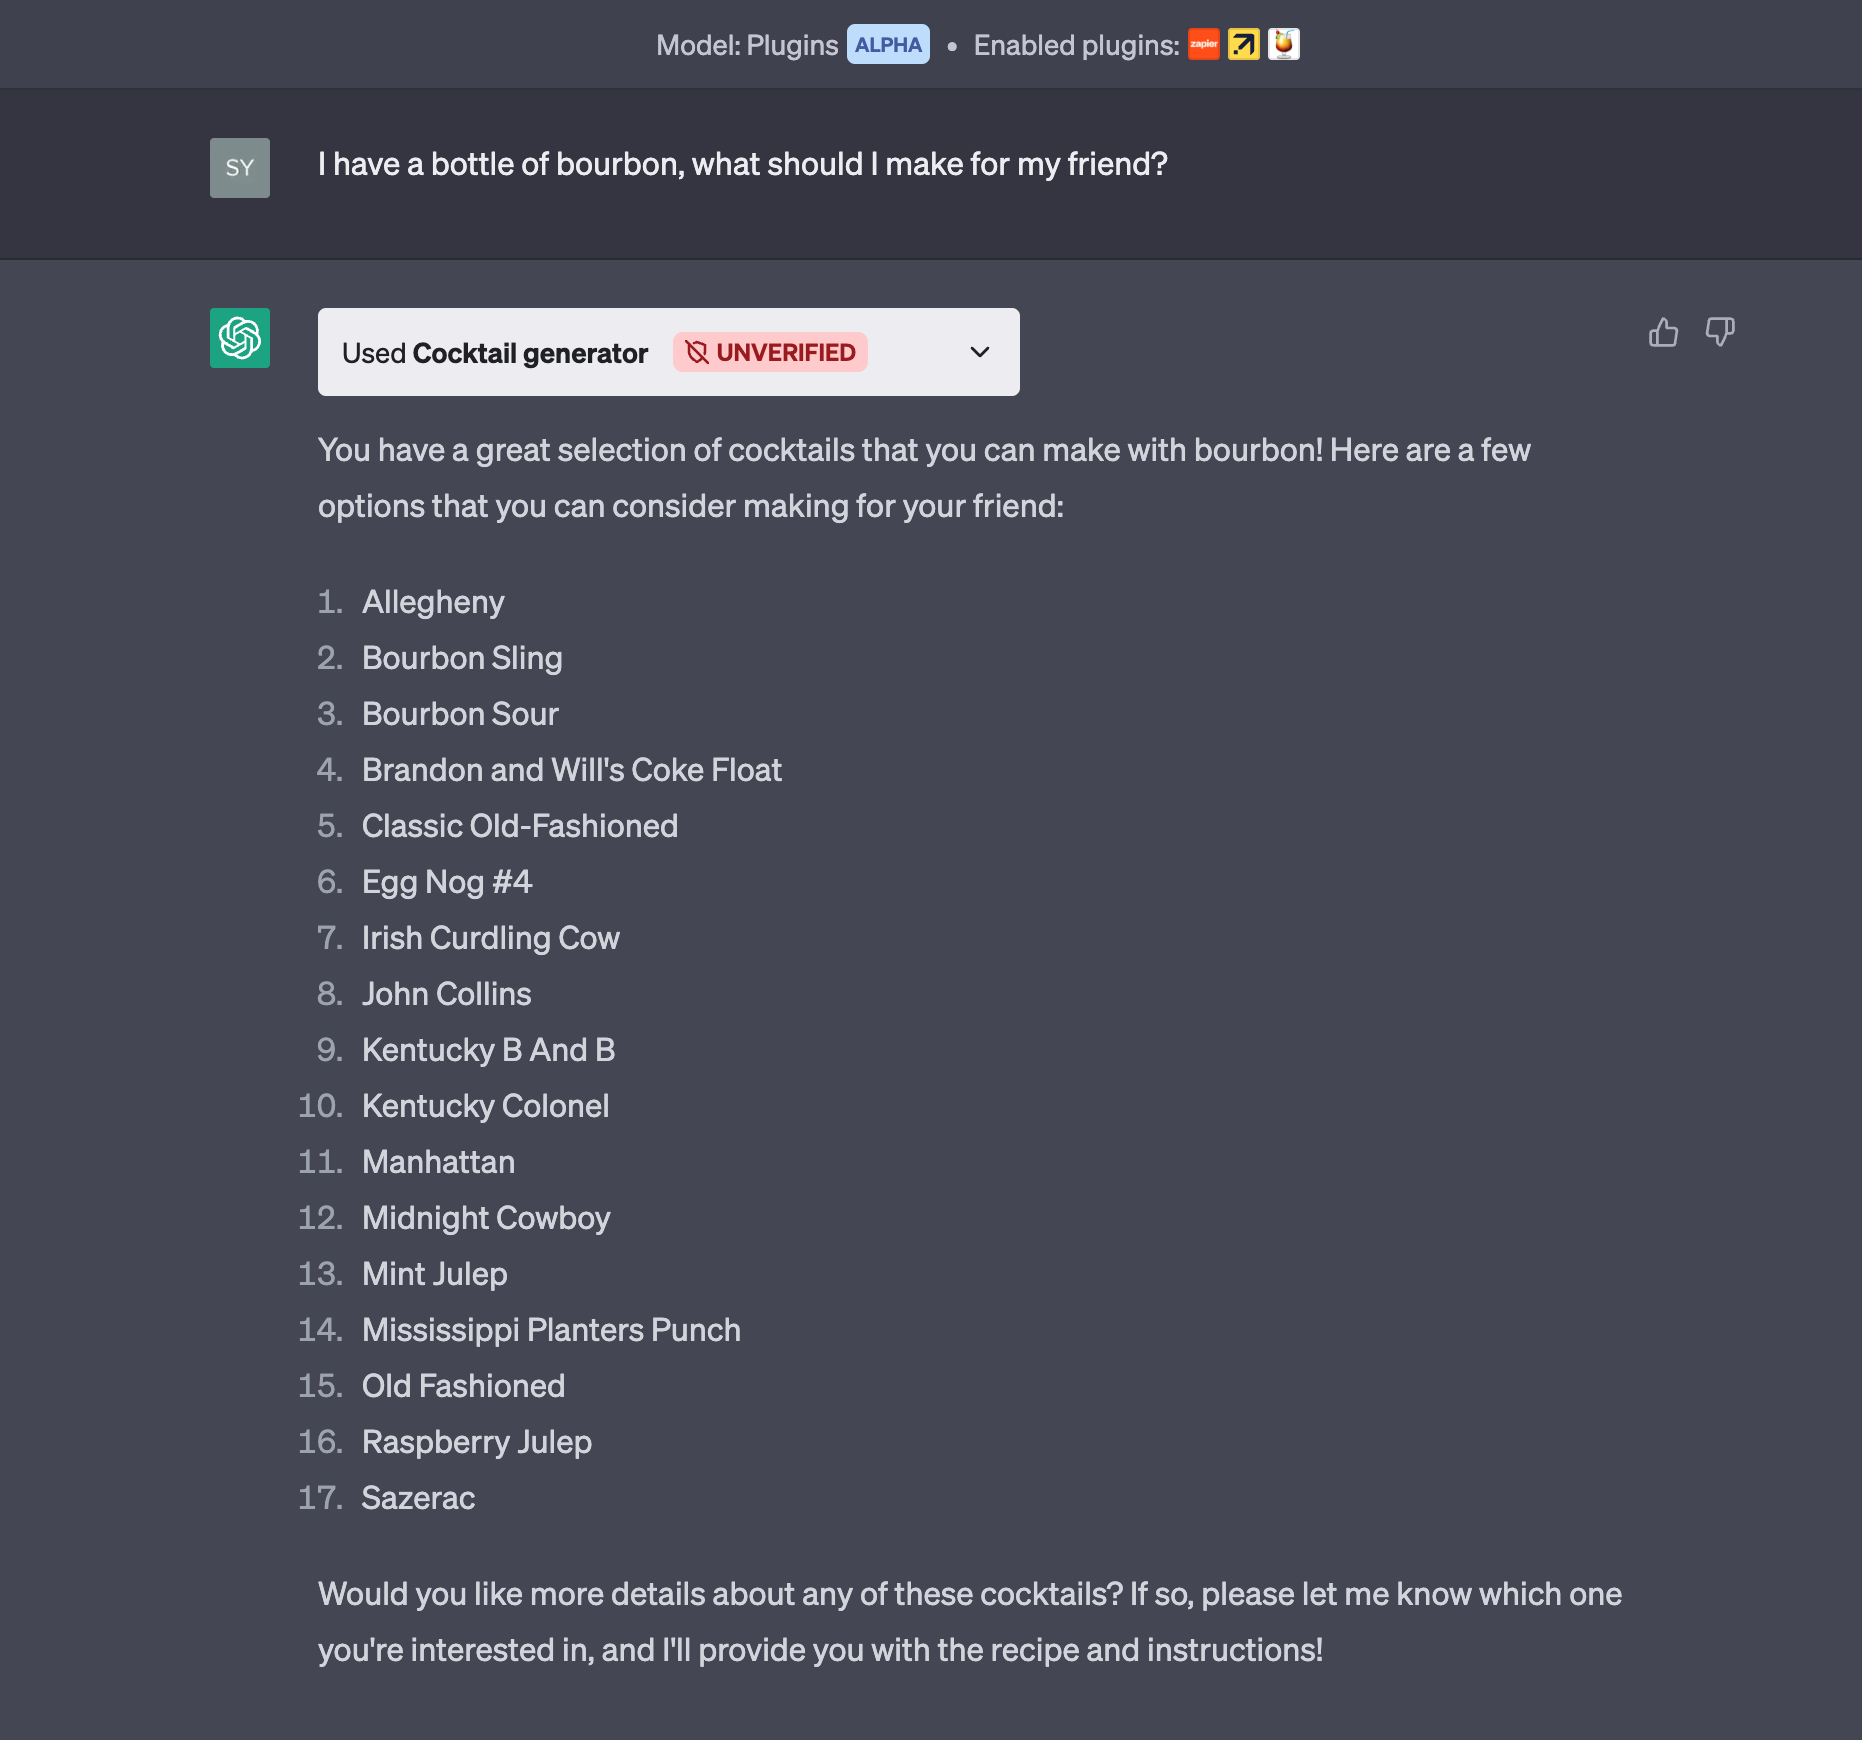 Model: Plugins ALPHA • Enabled plugins: zapier
SY
I have a bottle of bourbon, what should I make for my friend?
Used Cocktail generator UNVERIFIED
You have a great selection of cocktails that you can make with bourbon! Here are a few
options that you can consider making for your friend:
1. Allegheny
2. Bourbon Sling
3. Bourbon Sour
4. Brandon and Will's Coke Float
5. Classic Old-Fashioned
6. Egg Nog #4
7. Irish Curdling Cow
8. John Collins
9. Kentucky B And B
10. Kentucky Colonel
11. Manhattan
12. Midnight Cowboy
13. Mint Julep
14. Mississippi Planters Punch
15. Old Fashioned
16. Raspberry Julep
17. Sazerac
Would you like more details about any of these cocktails? If so, please let me know which one
you're interested in, and I'll provide you with the recipe and instructions!